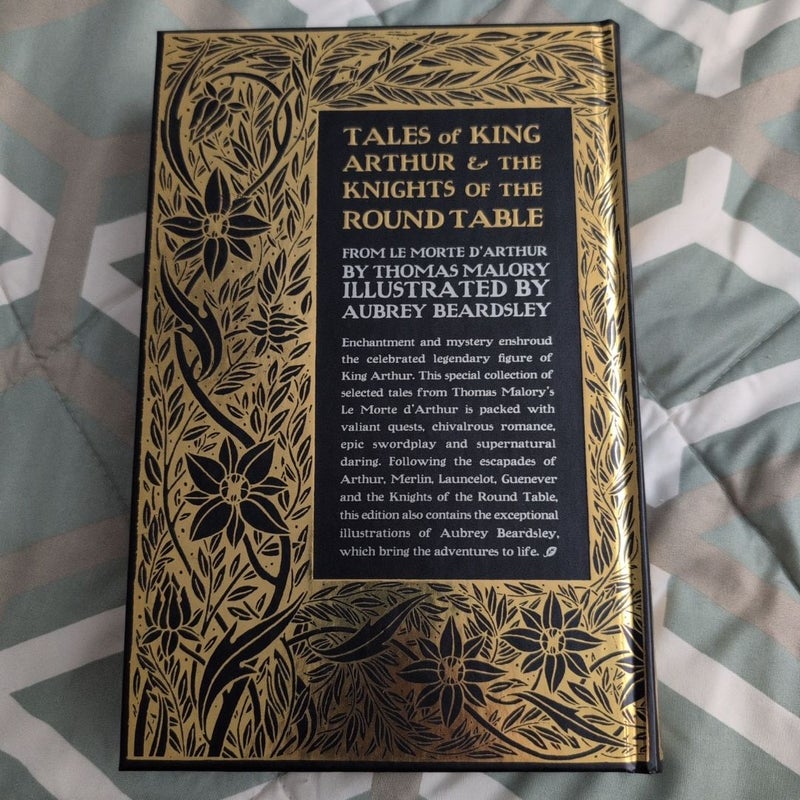 TALES of KING
ARTHUR & THE
KNIGHTS OF THE
ROUND TABLE
FROM LE MORTE D'ARTHUR
BY THOMAS MALORY
ILLUSTRATED BY
AUBREY BEARDSLEY
Enchantment and mystery enshroud
the celebrated legendary figure of
King Arthur. This special collection of
selected tales from Thomas Malory's
Le Morte d'Arthur is packed with
valiant quests, chivalrous romance,
epic swordplay and supernatural
daring. Following the escapades of
Arthur, Merlin, Launcelot, Guenever
and the Knights of the Round Table,
this edition also contains the exceptional
illustrations of Aubrey Beardsley,
which bring the adventures to life.